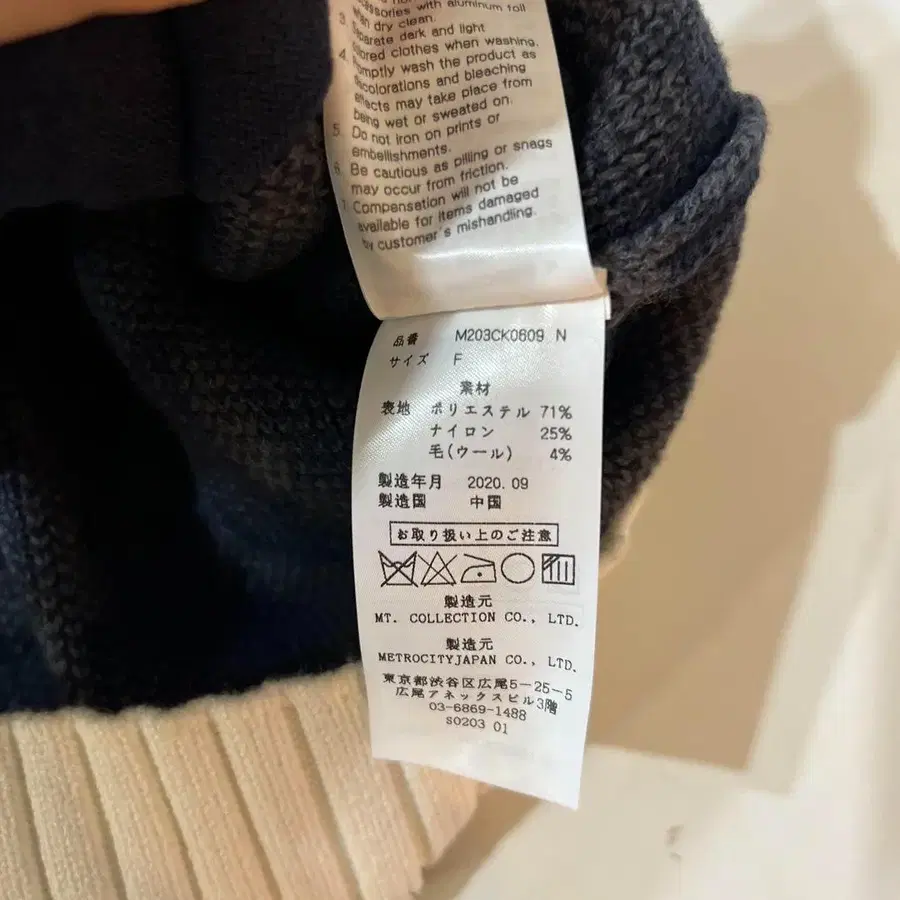 with aluminum foil
when dry clean.
3. Separate dark and light
colored clothes when washing.
4. Promptly wash the product as
discolorations and bleaching
effects may take place from
being wet or sweated on.
5. Do not iron on prints or
embellishments.
6. Be cautious as pilling or snags
may occur from friction.
7. Compensation will not be
available for items damaged
by customer's mishandling.
品番 M203CK0609 N
サイズ F
素材
表地 ポリエステル 71%
ナイロン 25%
毛(ウール) 4%
製造年月 2020.09
製造国 中国
お取り扱い上のご注意
製造元
MT. COLLECTION CO., LTD.
製造元
METROCITYJAPAN CO., LTD.
東京都渋谷区広尾5-25-5
広尾アネックスビル3階
03-6869-1488
S0203 01